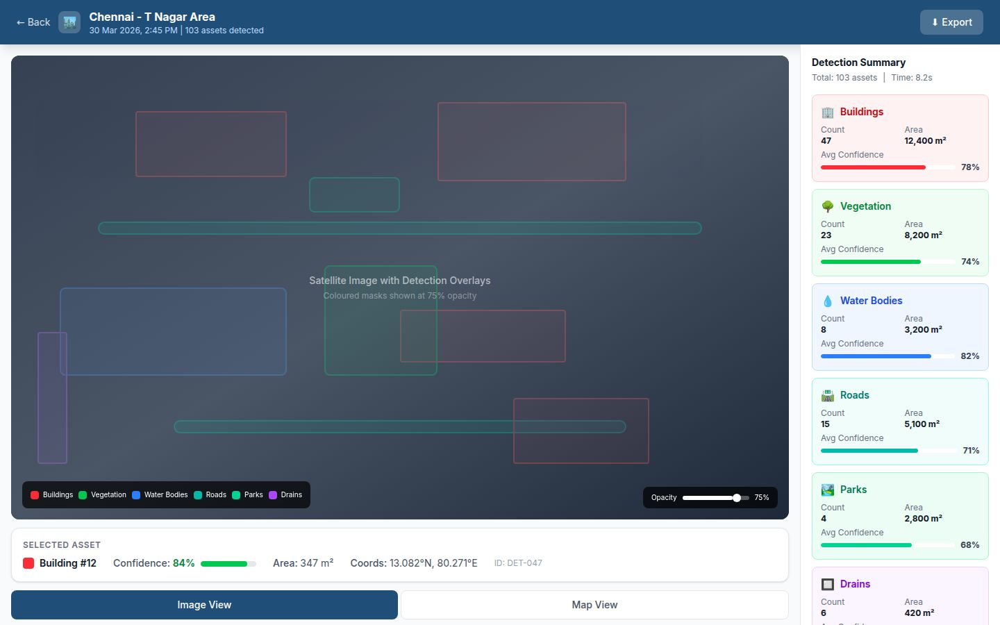 ← Back
Chennai - T Nagar Area
30 Mar 2026, 2:45 PM | 103 assets detected
⬇ Export
Satellite Image with Detection Overlays
Coloured masks shown at 75% opacity
Buildings Vegetation Water Bodies Roads Parks Drains
Opacity 75%
SELECTED ASSET
Building #12 Confidence: 84% Area: 347 m² Coords: 13.082°N, 80.271°E ID: DET-047
Image View Map View
Detection Summary
Total: 103 assets | Time: 8.2s
Buildings
Count Area
47 12,400 m²
Avg Confidence
78%
Vegetation
Count Area
23 8,200 m²
Avg Confidence
74%
Water Bodies
Count Area
8 3,200 m²
Avg Confidence
82%
Roads
Count Area
15 5,100 m²
Avg Confidence
71%
Parks
Count Area
4 2,800 m²
Avg Confidence
68%
Drains
Count Area
6 420 m²